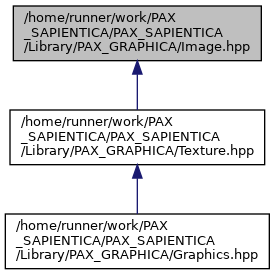 /home/runner/work/PAX
_SAPIENTICA/PAX_SAPIENTICA
/Library/PAX_GRAPHICA/Image.hpp
/home/runner/work/PAX
_SAPIENTICA/PAX_SAPIENTICA
/Library/PAX_GRAPHICA/Texture.hpp
/home/runner/work/PAX
_SAPIENTICA/PAX_SAPIENTICA
/Library/PAX_GRAPHICA/Graphics.hpp